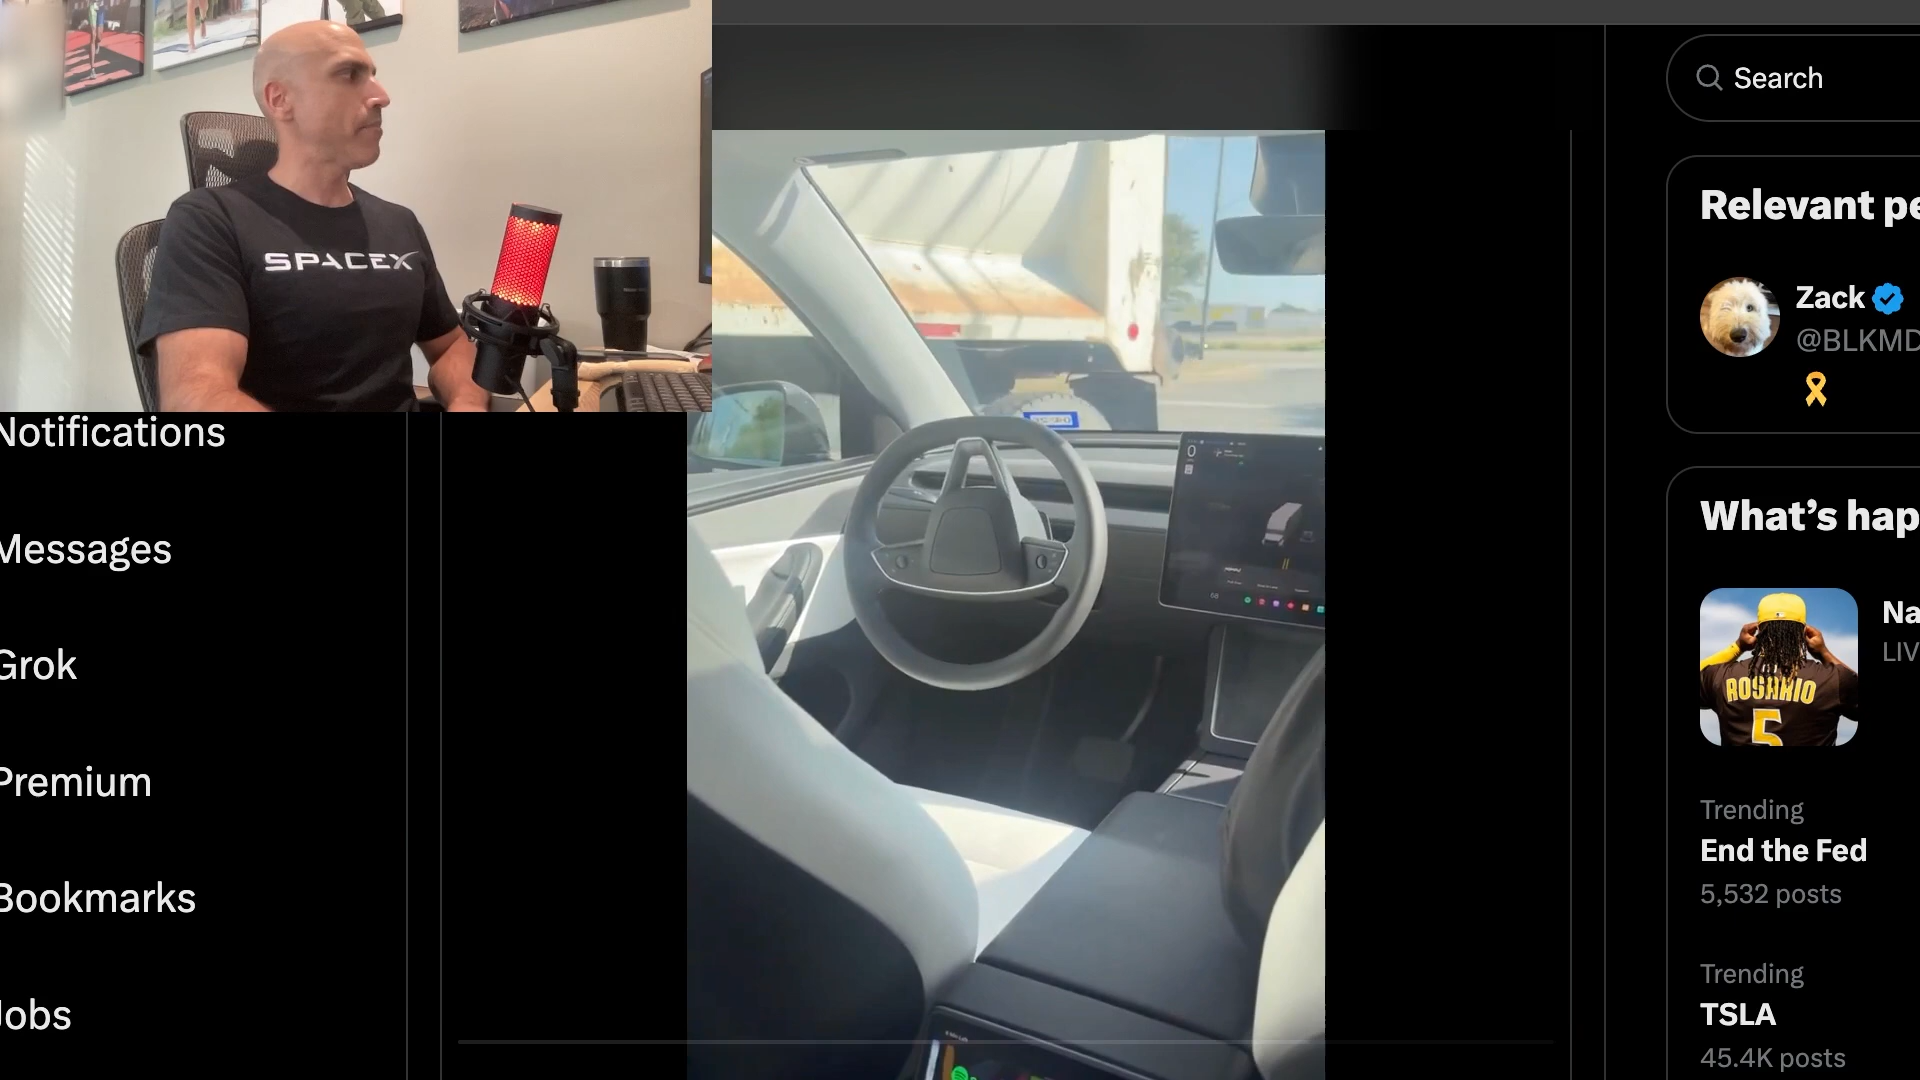 SPACEX
Notifications
Messages
Grok
Premium
Bookmarks
Jobs
0
Search
Relevant pe
Zack
@BLKMD
What's hap
Na
LIV
ROSARIO
5
Trending
End the Fed
5,532 posts
Trending
TSLA
45.4K posts